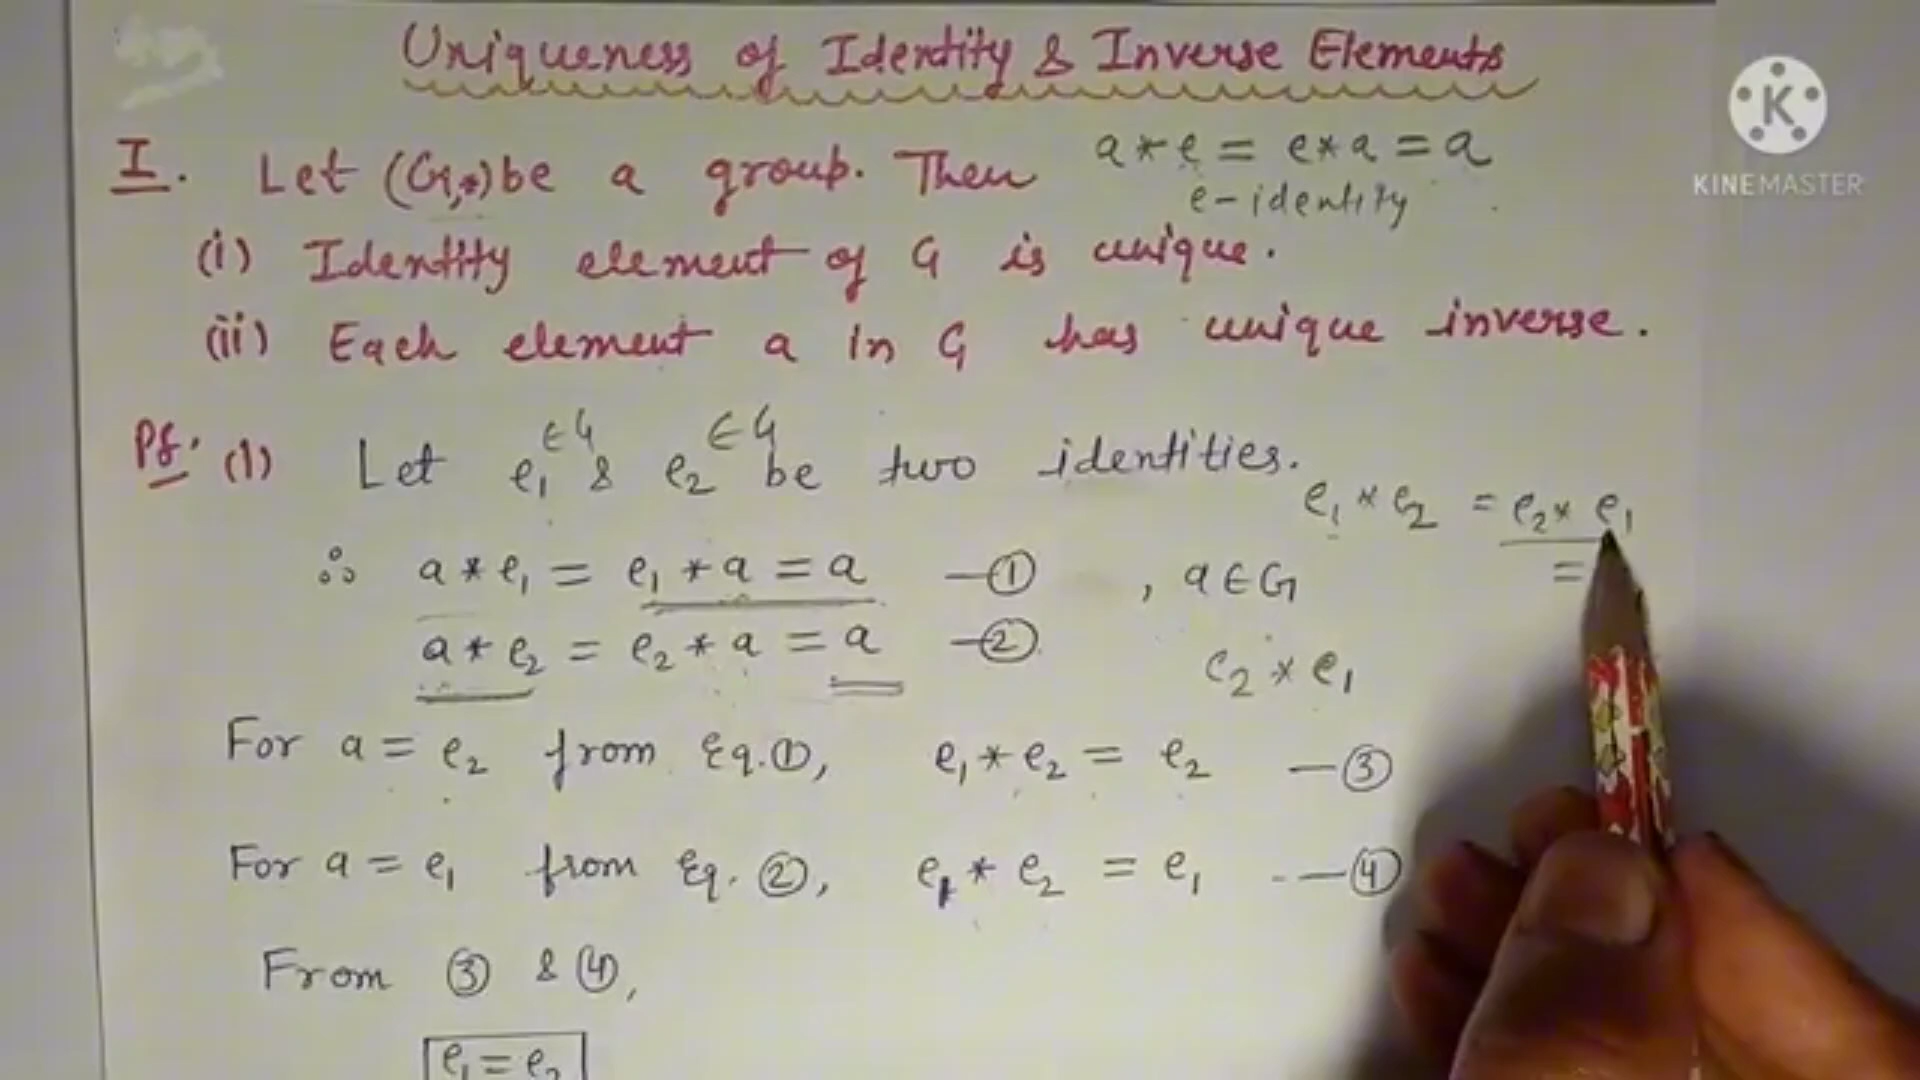 Uniqueness of Identity & Inverse Elements
KINEMASTER
I. Let (G,*) be a group. Then a * e = e * a = a
e - identity
(i) Identity element of G is unique.
(ii) Each element a in G has unique inverse.
Pf. (i) Let e₁ ∈G & e₂ ∈G be two identities.
e₁ * e₂ = e₂ * e₁
=
∴ a * e₁ = e₁ * a = a —①, a ∈ G
a * e₂ = e₂ * a = a —②
e₂ * e₁
For a = e₂ from Eq. ①, e₁ * e₂ = e₂ —③
For a = e₁ from Eq. ②, e₁ * e₂ = e₁ —④
From ③ & ④,
e₁ = e₂